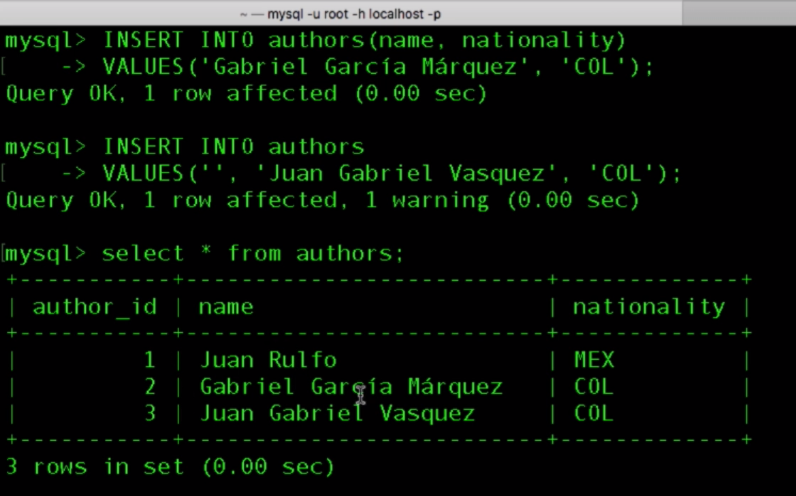 ~ — mysql -u root -h localhost -p
mysql> INSERT INTO authors(name, nationality)
[    -> VALUES('Gabriel García Márquez', 'COL');
Query OK, 1 row affected (0.00 sec)
mysql> INSERT INTO authors
[    -> VALUES('', 'Juan Gabriel Vasquez', 'COL');
Query OK, 1 row affected, 1 warning (0.00 sec)
[mysql> select * from authors;
+-----------+--------------------------+-------------+
| author_id | name                     | nationality |
+-----------+--------------------------+-------------+
|         1 | Juan Rulfo               | MEX         |
|         2 | Gabriel García Márquez   | COL         |
|         3 | Juan Gabriel Vasquez     | COL         |
+-----------+--------------------------+-------------+
3 rows in set (0.00 sec)